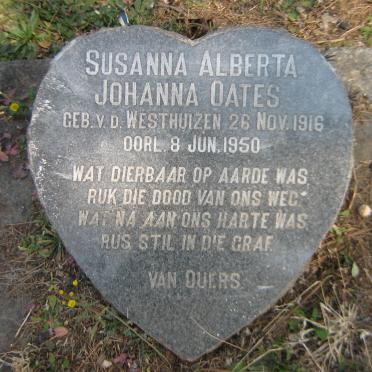 SUSANNA ALBERTA
JOHANNA OATES
GEB. V. D. WESTHUIZEN 26 NOV. 1916
OORL. 8 JUN. 1950
WAT DIERBAAR OP AARDE WAS
RUK DIE DOOD VAN ONS WEG
WAT NA AAN ONS HARTE WAS
RUS STIL IN DIE GRAF
VAN OUERS